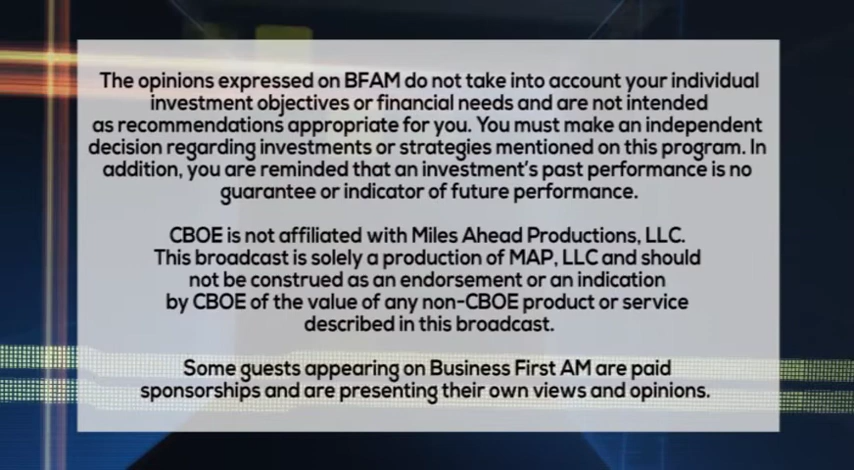 The opinions expressed on BFAM do not take into account your individual
investment objectives or financial needs and are not intended
as recommendations appropriate for you. You must make an independent
decision regarding investments or strategies mentioned on this program. In
addition, you are reminded that an investment's past performance is no
guarantee or indicator of future performance.
CBOE is not affiliated with Miles Ahead Productions, LLC.
This broadcast is solely a production of MAP, LLC and should
not be construed as an endorsement or an indication
by CBOE of the value of any non-CBOE product or service
described in this broadcast.
Some guests appearing on Business First AM are paid
sponsorships and are presenting their own views and opinions.